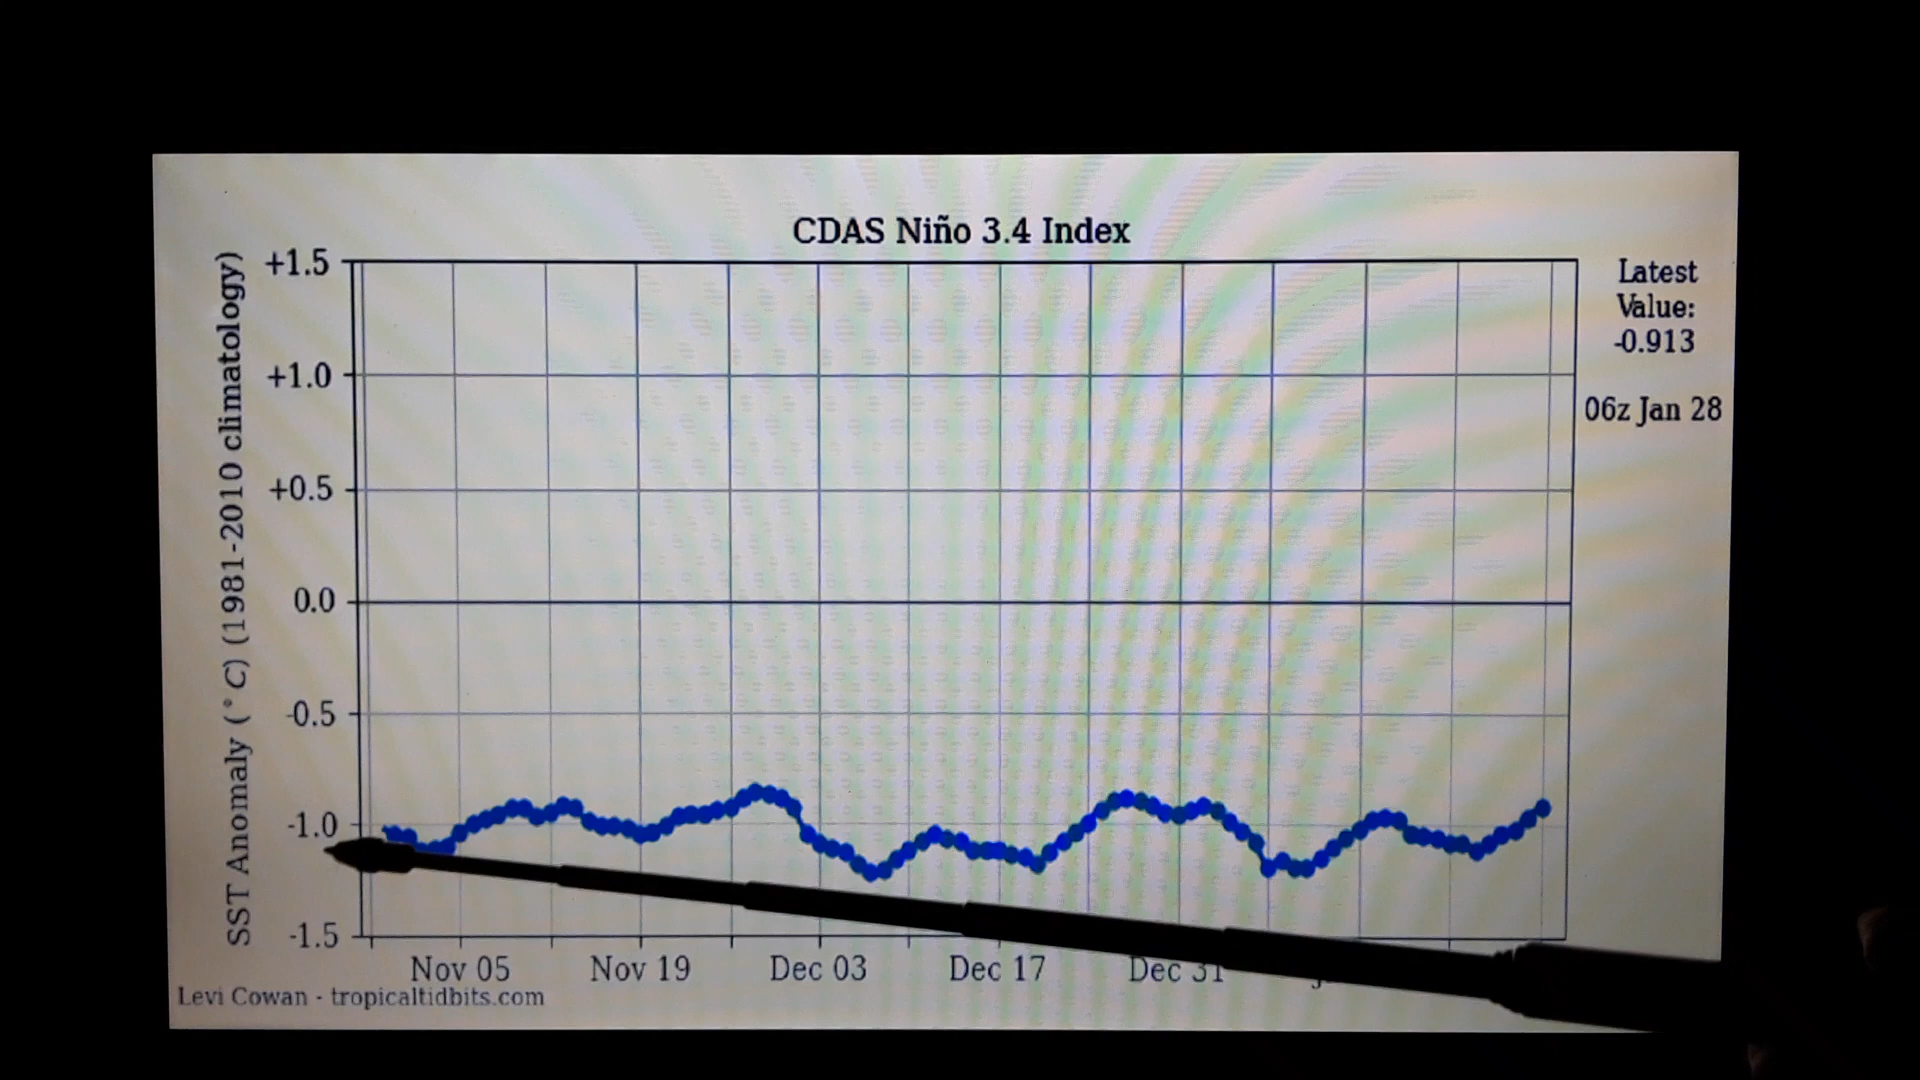 CDAS Niño 3.4 Index
SST Anomaly (°C) (1981-2010 climatology)
+1.5
+1.0
+0.5
0.0
-0.5
-1.0
-1.5
Nov 05
Nov 19
Dec 03
Dec 17
Dec 31
Latest
Value:
-0.913
06z Jan 28
Levi Cowan - tropicaltidbits.com